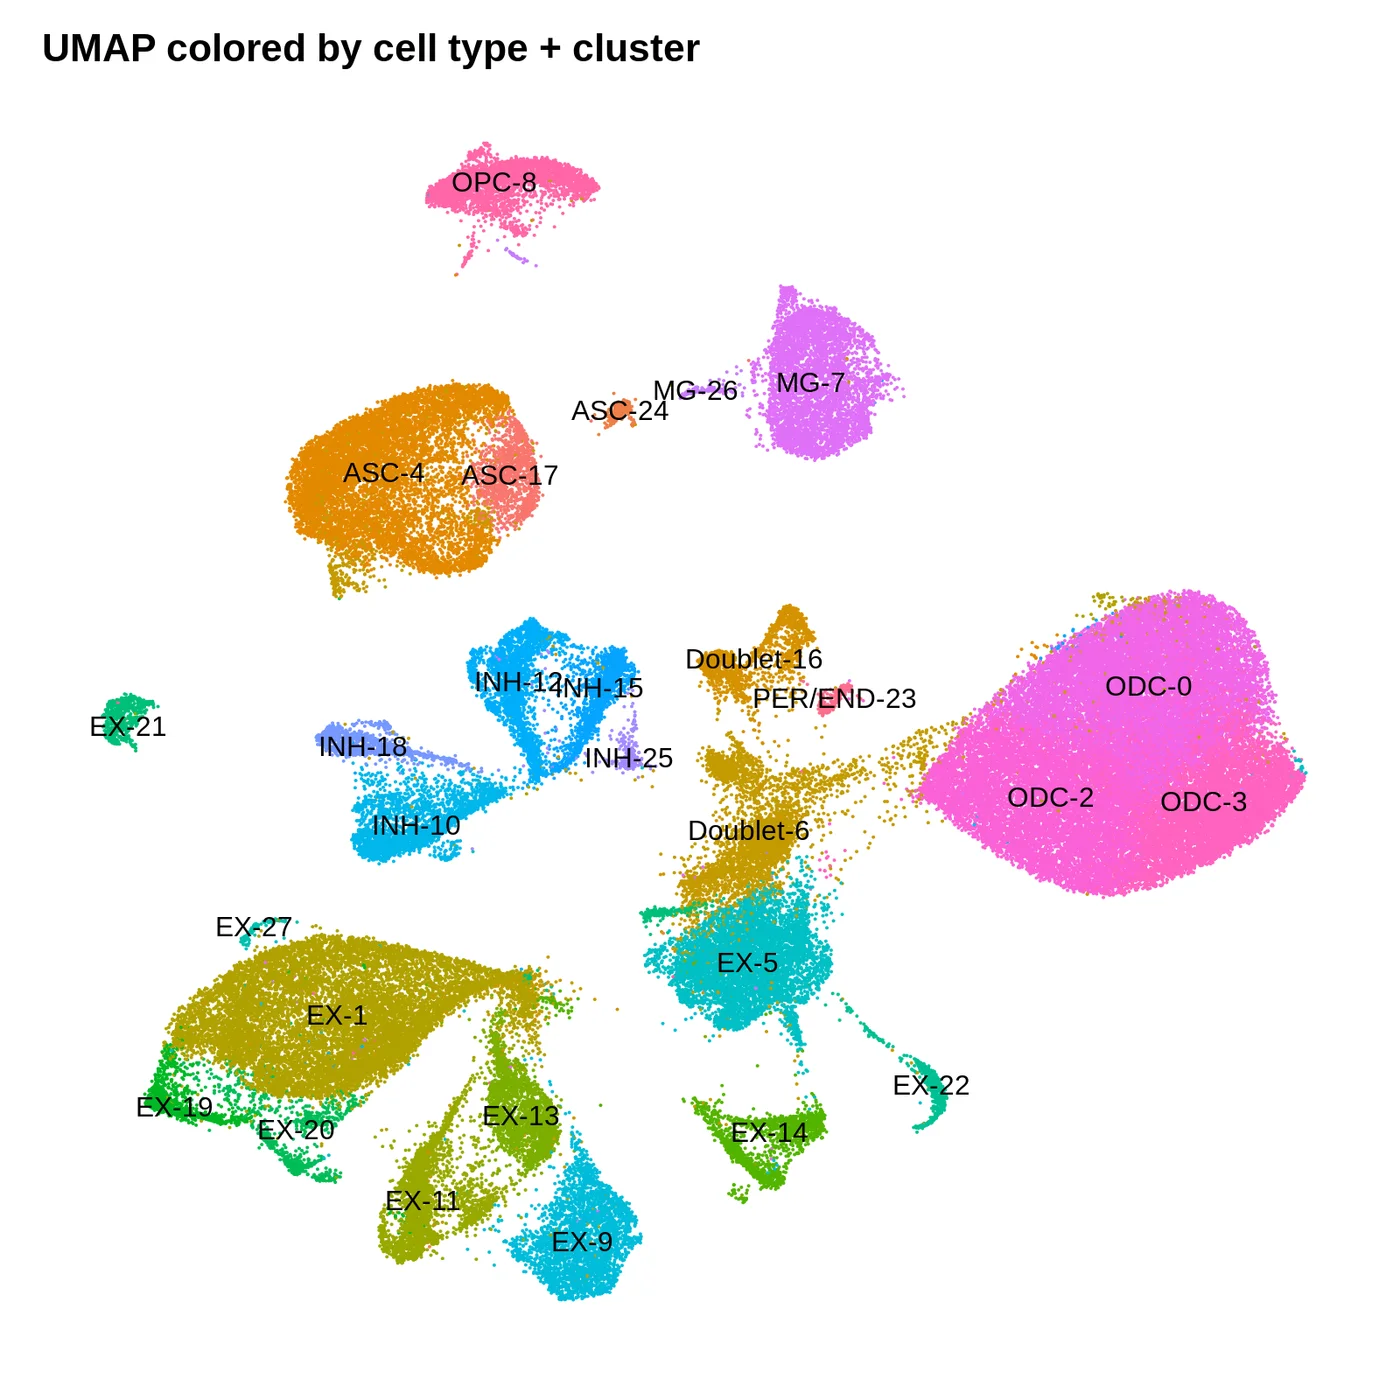 UMAP colored by cell type + cluster
OPC-8
MG-7
MG-26
ASC-24
ASC-4
ASC-17
Doublet-16
INH-12
INH-15
ODC-0
PER/END-23
EX-21
INH-18
INH-25
ODC-2
ODC-3
INH-10
Doublet-6
EX-27
EX-5
EX-1
EX-22
EX-19
EX-13
EX-20
EX-14
EX-11
EX-9